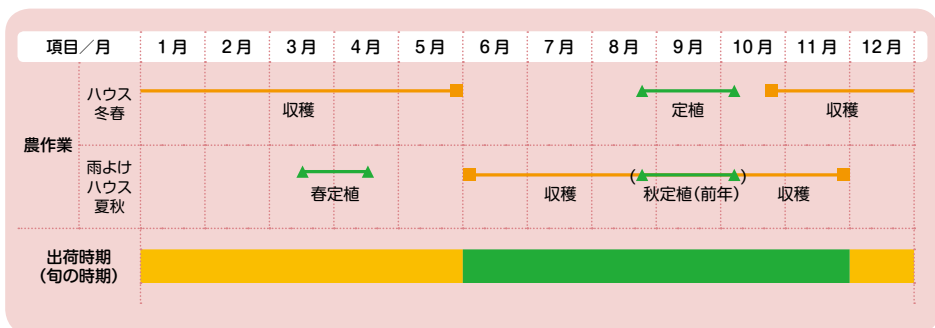 項目／月 1月 2月 3月 4月 5月 6月 7月 8月 9月 10月 11月 12月
農作業
ハウス
冬春
収穫 定植 収穫
雨よけ
ハウス
夏秋
春定植 収穫 (秋定植(前年)) 収穫
出荷時期
(旬の時期)